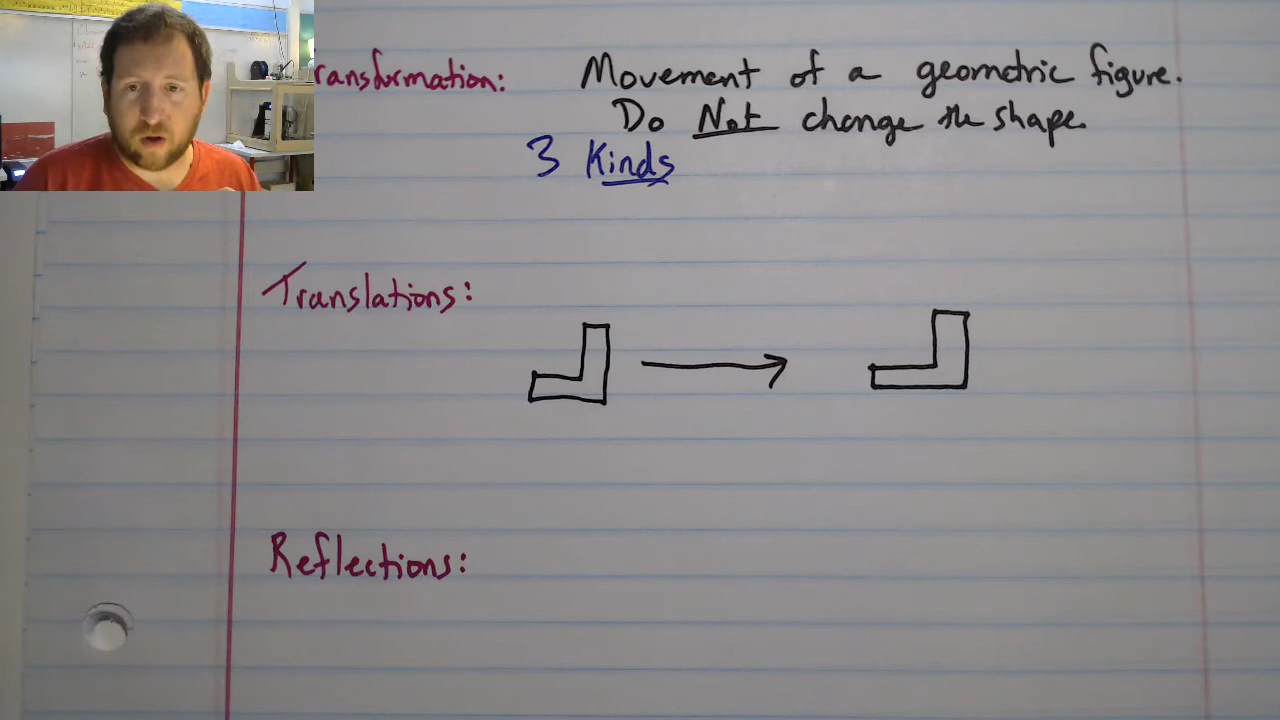 ransformation: Movement of a geometric figure.
Do Not change the shape.
3 Kinds
Translations:
Reflections: